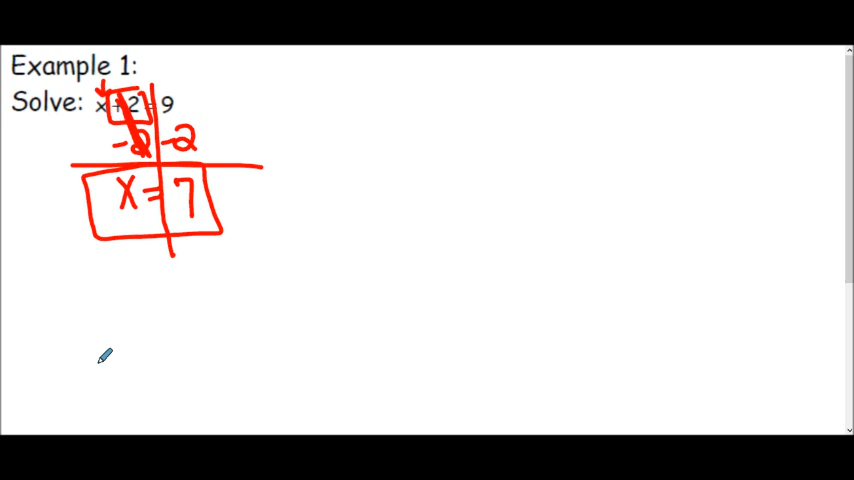 Example 1:
Solve: x + 2 = 9
-2 -2
x = 7